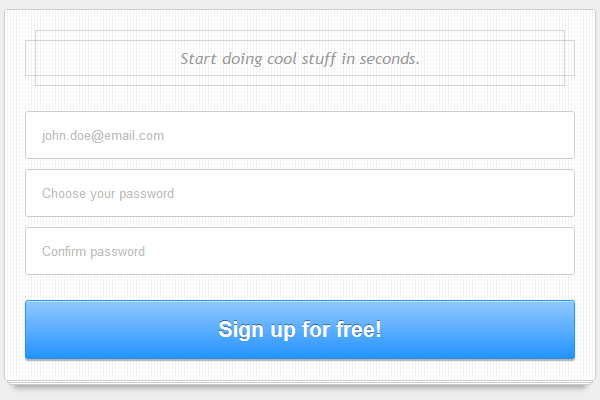 Start doing cool stuff in seconds.
john.doe@email.com
Choose your password
Confirm password
Sign up for free!